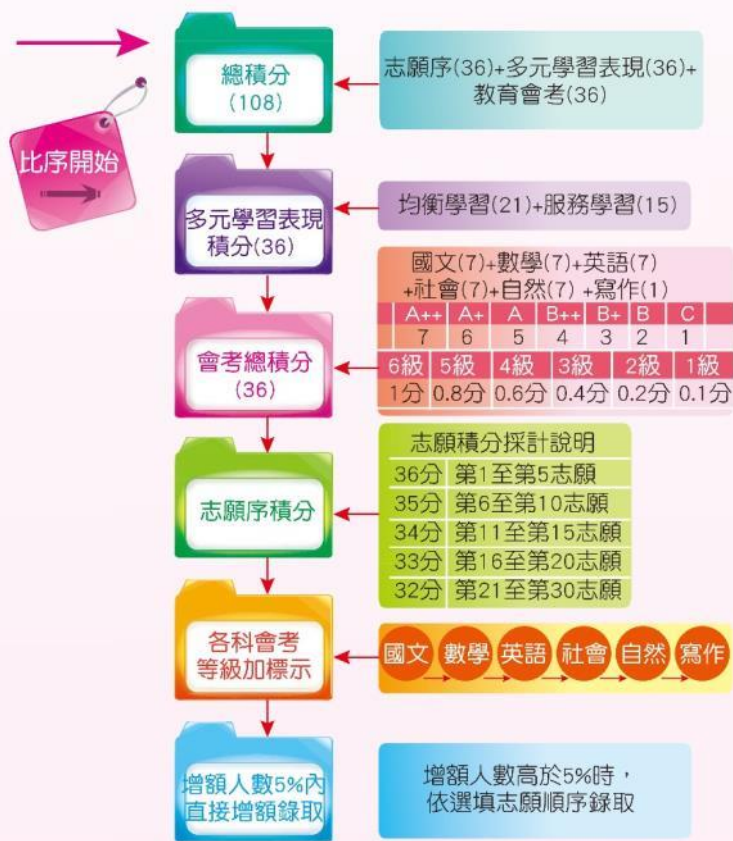 比序開始
總積分
(108)
志願序(36)+多元學習表現(36)+
教育會考(36)
多元學習表現
積分(36)
均衡學習(21)+服務學習(15)
會考總積分
(36)
國文(7)+數學(7)+英語(7)
+社會(7)+自然(7) +寫作(1)
A++ A+ A B++ B+ B C
7 6 5 4 3 2 1
6級 5級 4級 3級 2級 1級
1分 0.8分 0.6分 0.4分 0.2分 0.1分
志願序積分
志願積分採計說明
36分 第1至第5志願
35分 第6至第10志願
34分 第11至第15志願
33分 第16至第20志願
32分 第21至第30志願
各科會考
等級加標示
國文 數學 英語 社會 自然 寫作
增額人數5%內
直接增額錄取
增額人數高於5%時，
依選填志願順序錄取